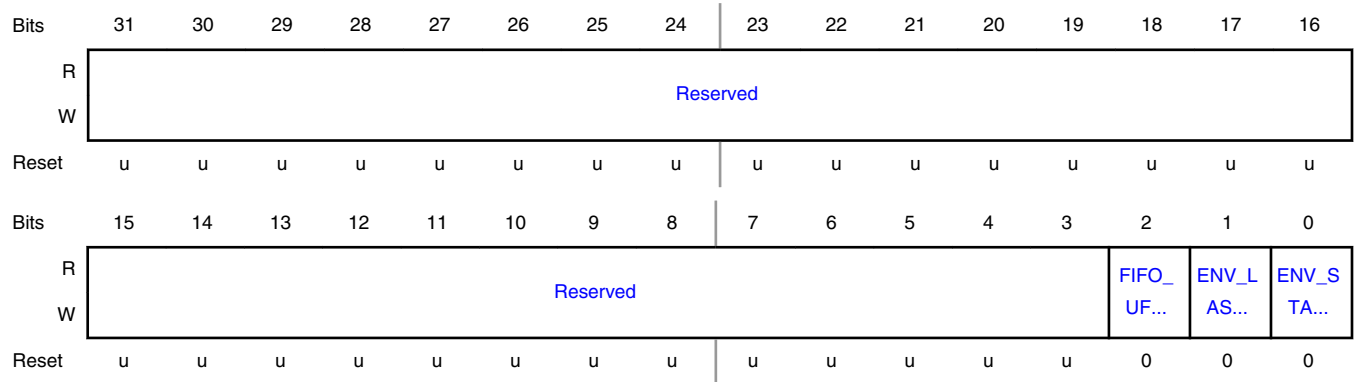 Bits 31 30 29 28 27 26 25 24 23 22 21 20 19 18 17 16
R
Reserved
W
Reset u u u u u u u u u u u u u u u u
Bits 15 14 13 12 11 10 9 8 7 6 5 4 3 2 1 0
R
Reserved
W
FIFO_ ENV_L ENV_S
UF... AS... TA...
Reset u u u u u u u u u u u u u 0 0 0